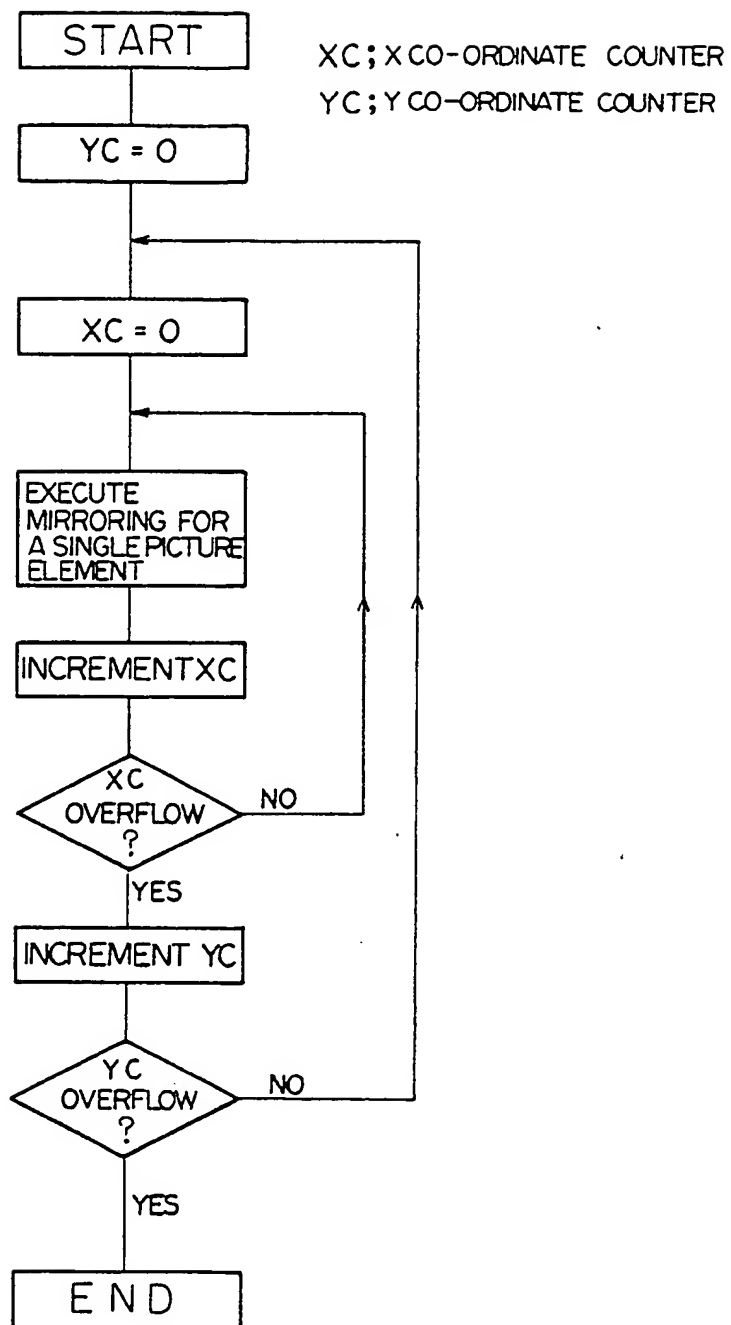 START
XC; X CO-ORDINATE COUNTER
YC; Y CO-ORDINATE COUNTER
YC = 0
XC = 0
EXECUTE
MIRRORING FOR
A SINGLE PICTURE
ELEMENT
INCREMENT XC
XC
OVERFLOW
?
NO
YES
INCREMENT YC
YC
OVERFLOW
?
NO
YES
END